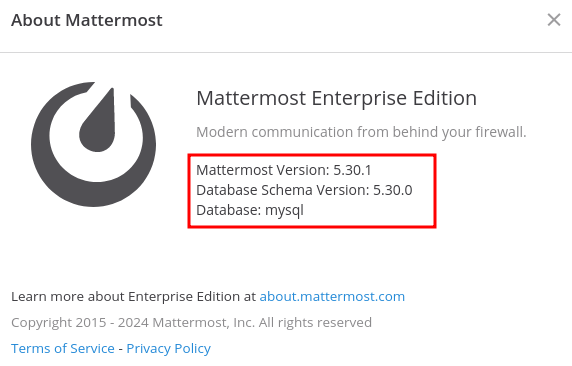 About Mattermost
Mattermost Enterprise Edition
Modern communication from behind your firewall.
Mattermost Version: 5.30.1
Database Schema Version: 5.30.0
Database: mysql
Learn more about Enterprise Edition at about.mattermost.com
Copyright 2015 - 2024 Mattermost, Inc. All rights reserved
Terms of Service - Privacy Policy